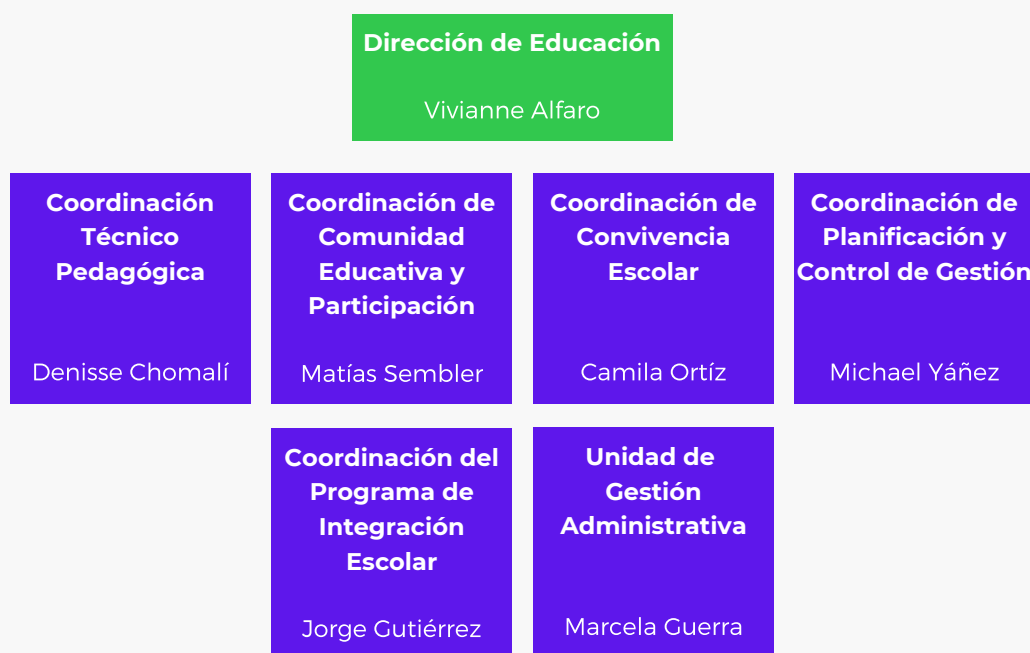 Dirección de Educación
Vivianne Alfaro
Coordinación
Técnico
Pedagógica
Denisse Chomalí
Coordinación de
Comunidad
Educativa y
Participación
Matías Sembler
Coordinación de
Convivencia
Escolar
Camila Ortíz
Coordinación de
Planificación y
Control de Gestión
Michael Yáñez
Coordinación del
Programa de
Integración
Escolar
Jorge Gutiérrez
Unidad de
Gestión
Administrativa
Marcela Guerra